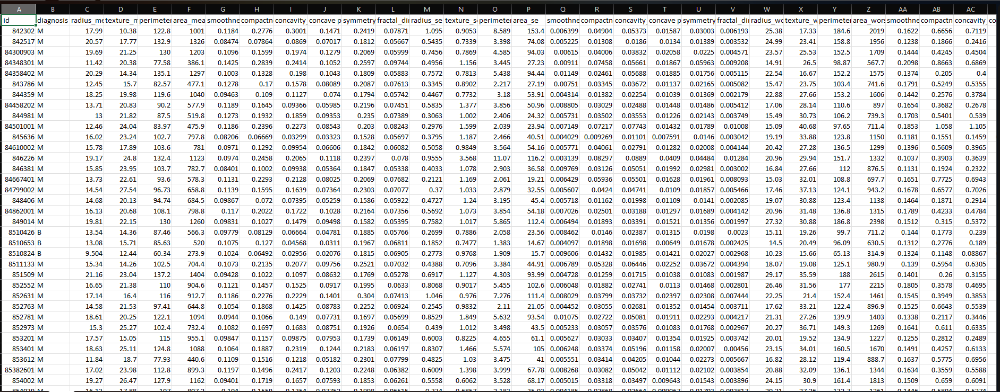 A B C D E F G H I J K L M N O P Q R S T U V W X Y Z AA AB AC
id diagnosis radius_me texture_m perimeter area_mea smoothne compactn concavity_ concave p symmetry fractal_dir radius_se texture_se perimeter area_se smoothne compactn concavity_ concave p symmetry fractal_dir radius_wo texture_w perimeter area_wors smoothne compactn concavity_ co
842302 M 17.99 10.38 122.8 1001 0.1184 0.2776 0.3001 0.1471 0.2419 0.07871 1.095 0.9053 8.589 153.4 0.006399 0.04904 0.05373 0.01587 0.03003 0.006193 25.38 17.33 184.6 2019 0.1622 0.6656 0.7119
842517 M 20.57 17.77 132.9 1326 0.08474 0.07864 0.0869 0.07017 0.1812 0.05667 0.5435 0.7339 3.398 74.08 0.005225 0.01308 0.0186 0.0134 0.01389 0.003532 24.99 23.41 158.8 1956 0.1238 0.1866 0.2416
84300903 M 19.69 21.25 130 1203 0.1096 0.1599 0.1974 0.1279 0.2069 0.05999 0.7456 0.7869 4.585 94.03 0.00615 0.04006 0.03832 0.02058 0.0225 0.004571 23.57 25.53 152.5 1709 0.1444 0.4245 0.4504
84348301 M 11.42 20.38 77.58 386.1 0.1425 0.2839 0.2414 0.1052 0.2597 0.09744 0.4956 1.156 3.445 27.23 0.00911 0.07458 0.05661 0.01867 0.05963 0.009208 14.91 26.5 98.87 567.7 0.2098 0.8663 0.6869
84358402 M 20.29 14.34 135.1 1297 0.1003 0.1328 0.198 0.1043 0.1809 0.05883 0.7572 0.7813 5.438 94.44 0.01149 0.02461 0.05688 0.01885 0.01756 0.005115 22.54 16.67 152.2 1575 0.1374 0.205 0.4
843786 M 12.45 15.7 82.57 477.1 0.1278 0.17 0.1578 0.08089 0.2087 0.07613 0.3345 0.8902 2.217 27.19 0.00751 0.03345 0.03672 0.01137 0.02165 0.005082 15.47 23.75 103.4 741.6 0.1791 0.5249 0.5355
844359 M 18.25 19.98 119.6 1040 0.09463 0.109 0.1127 0.074 0.1794 0.05742 0.4467 0.7732 3.18 53.91 0.004314 0.01382 0.02254 0.01039 0.01369 0.002179 22.88 27.66 153.2 1606 0.1442 0.2576 0.3784
84458202 M 13.71 20.83 90.2 577.9 0.1189 0.1645 0.09366 0.05985 0.2196 0.07451 0.5835 1.377 3.856 50.96 0.008805 0.03029 0.02488 0.01448 0.01486 0.005412 17.06 28.14 110.6 897 0.1654 0.3682 0.2678
844981 M 13 21.82 87.5 519.8 0.1273 0.1932 0.1859 0.09353 0.235 0.07389 0.3063 1.002 2.406 24.32 0.005731 0.03502 0.03553 0.01226 0.02143 0.003749 15.49 30.73 106.2 739.3 0.1703 0.5401 0.539
84501001 M 12.46 24.04 83.97 475.9 0.1186 0.2396 0.2273 0.08543 0.203 0.08243 0.2976 1.599 2.039 23.94 0.007149 0.07217 0.07743 0.01432 0.01789 0.01008 15.09 40.68 97.65 711.4 0.1853 1.058 1.105
845636 M 16.02 23.24 102.7 797.8 0.08206 0.06669 0.03299 0.03323 0.1528 0.05697 0.3795 1.187 2.466 40.51 0.004029 0.009269 0.01101 0.007591 0.0146 0.003042 19.19 33.88 123.8 1150 0.1181 0.1551 0.1459
84610002 M 15.78 17.89 103.6 781 0.0971 0.1292 0.09954 0.06606 0.1842 0.06082 0.5058 0.9849 3.564 54.16 0.005771 0.04061 0.02791 0.01282 0.02008 0.004144 20.42 27.28 136.5 1299 0.1396 0.5609 0.3965
846226 M 19.17 24.8 132.4 1123 0.0974 0.2458 0.2065 0.1118 0.2397 0.078 0.9555 3.568 11.07 116.2 0.003139 0.08297 0.0889 0.0409 0.04484 0.01284 20.96 29.94 151.7 1332 0.1037 0.3903 0.3639
846381 M 15.85 23.95 103.7 782.7 0.08401 0.1002 0.09938 0.05364 0.1847 0.05338 0.4033 1.078 2.903 36.58 0.009769 0.03126 0.05051 0.01992 0.02981 0.003002 16.84 27.66 112 876.5 0.1131 0.1924 0.2322
84667401 M 13.73 22.61 93.6 578.3 0.1131 0.2293 0.2128 0.08025 0.2069 0.07682 0.2121 1.169 2.061 19.21 0.006429 0.05936 0.05501 0.01628 0.01961 0.008093 15.03 32.01 108.8 697.7 0.1651 0.7725 0.6943
84799002 M 14.54 27.54 96.73 658.8 0.1139 0.1595 0.1639 0.07364 0.2303 0.07077 0.37 1.033 2.879 32.55 0.005607 0.0424 0.04741 0.0109 0.01857 0.005466 17.46 37.13 124.1 943.2 0.1678 0.6577 0.7026
848406 M 14.68 20.13 94.74 684.5 0.09867 0.072 0.07395 0.05259 0.1586 0.05922 0.4727 1.24 3.195 45.4 0.005718 0.01162 0.01998 0.01109 0.0141 0.002085 19.07 30.88 123.4 1138 0.1464 0.1871 0.2914
84862001 M 16.13 20.68 108.1 798.8 0.117 0.2022 0.1722 0.1028 0.2164 0.07356 0.5692 1.073 3.854 54.18 0.007026 0.02501 0.03188 0.01297 0.01689 0.004142 20.96 31.48 136.8 1315 0.1789 0.4233 0.4784
849014 M 19.81 22.15 130 1260 0.09831 0.1027 0.1479 0.09498 0.1582 0.05395 0.7582 1.017 5.865 112.4 0.006494 0.01893 0.03391 0.01521 0.01356 0.001997 27.32 30.88 186.8 2398 0.1512 0.315 0.5372
8510426 B 13.54 14.36 87.46 566.3 0.09779 0.08129 0.06664 0.04781 0.1885 0.05766 0.2699 0.7886 2.058 23.56 0.008462 0.0146 0.02387 0.01315 0.0198 0.0023 15.11 19.26 99.7 711.2 0.144 0.1773 0.239
8510653 B 13.08 15.71 85.63 520 0.1075 0.127 0.04568 0.0311 0.1967 0.06811 0.1852 0.7477 1.383 14.67 0.004097 0.01898 0.01698 0.00649 0.01678 0.002425 14.5 20.49 96.09 630.5 0.1312 0.2776 0.189
8510824 B 9.504 12.44 60.34 273.9 0.1024 0.06492 0.02956 0.02076 0.1815 0.06905 0.2773 0.9768 1.909 15.7 0.009606 0.01432 0.01985 0.01421 0.02027 0.002968 10.23 15.66 65.13 314.9 0.1324 0.1148 0.08867
8511133 M 15.34 14.26 102.5 704.4 0.1073 0.2135 0.2077 0.09756 0.2521 0.07032 0.4388 0.7096 3.384 44.91 0.006789 0.05328 0.06446 0.02252 0.03672 0.004394 18.07 19.08 125.1 980.9 0.139 0.5954 0.6305
851509 M 21.16 23.04 137.2 1404 0.09428 0.1022 0.1097 0.08632 0.1769 0.05278 0.6917 1.127 4.303 93.99 0.004728 0.01259 0.01715 0.01038 0.01083 0.001987 29.17 35.59 188 2615 0.1401 0.26 0.3155
852552 M 16.65 21.38 110 904.6 0.1121 0.1457 0.1525 0.0917 0.1995 0.0633 0.8068 0.9017 5.455 102.6 0.006048 0.01882 0.02741 0.0113 0.01468 0.002801 26.46 31.56 177 2215 0.1805 0.3578 0.4695
852631 M 17.14 16.4 116 912.7 0.1186 0.2276 0.2229 0.1401 0.304 0.07413 1.046 0.976 7.276 111.4 0.008029 0.03799 0.03732 0.02397 0.02308 0.007444 22.25 21.4 152.4 1461 0.1545 0.3949 0.3853
852763 M 14.58 21.53 97.41 644.8 0.1054 0.1868 0.1425 0.08783 0.2252 0.06924 0.2545 0.9832 2.11 21.05 0.004452 0.03055 0.02681 0.01352 0.01454 0.003711 17.62 33.21 122.4 896.9 0.1525 0.6643 0.5539
852781 M 18.61 20.25 122.1 1094 0.0944 0.1066 0.149 0.07731 0.1697 0.05699 0.8529 1.849 5.632 93.54 0.01075 0.02722 0.05081 0.01911 0.02293 0.004217 21.31 27.26 139.9 1403 0.1338 0.2117 0.3446
852973 M 15.3 25.27 102.4 732.4 0.1082 0.1697 0.1683 0.08751 0.1926 0.0654 0.439 1.012 3.498 43.5 0.005233 0.03057 0.03576 0.01083 0.01768 0.002967 20.27 36.71 149.3 1269 0.1641 0.611 0.6335
853201 M 17.57 15.05 115 955.1 0.09847 0.1157 0.09875 0.07953 0.1739 0.06149 0.6003 0.8225 4.655 61.1 0.005627 0.03033 0.03407 0.01354 0.01925 0.003742 20.01 19.52 134.9 1227 0.1255 0.2812 0.2489
853401 M 18.63 25.11 124.8 1088 0.1064 0.1887 0.2319 0.1244 0.2183 0.06197 0.8307 1.466 5.574 105 0.006248 0.03374 0.05196 0.01158 0.02007 0.00456 23.15 34.01 160.5 1670 0.1491 0.4257 0.6133
853612 M 11.84 18.7 77.93 440.6 0.1109 0.1516 0.1218 0.05182 0.2301 0.07799 0.4825 1.03 3.475 41 0.005551 0.03414 0.04205 0.01044 0.02273 0.005667 16.82 28.12 119.4 888.7 0.1637 0.5775 0.6956
85382601 M 17.02 23.98 112.8 899.3 0.1197 0.1496 0.2417 0.1203 0.2248 0.06382 0.6009 1.398 3.999 67.78 0.008268 0.03082 0.05042 0.01112 0.02102 0.003854 20.88 32.09 136.1 1344 0.1634 0.3559 0.5588
854002 M 19.27 26.47 127.9 1162 0.09401 0.1719 0.1657 0.07593 0.1853 0.06261 0.5558 0.6062 3.528 68.17 0.005015 0.03318 0.03497 0.009643 0.01543 0.003896 24.15 30.9 161.4 1813 0.1509 0.659 0.6091